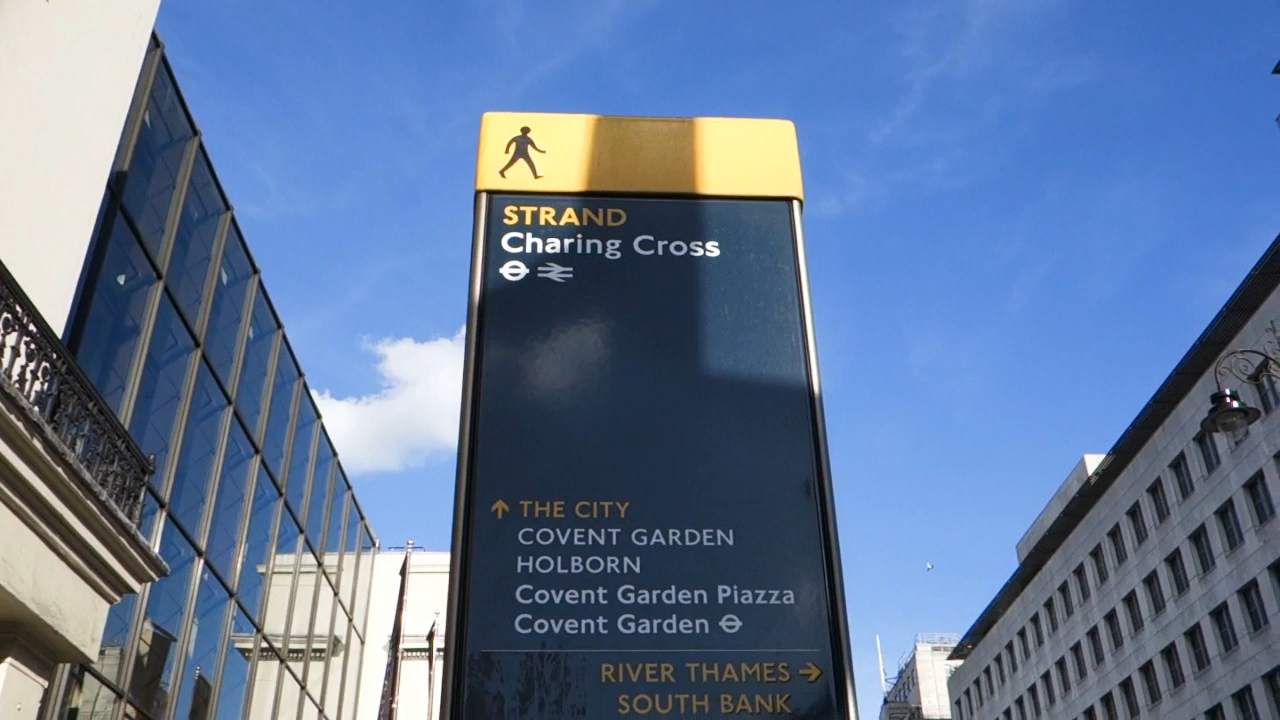 STRAND
Charing Cross
↑ THE CITY
COVENT GARDEN
HOLBORN
Covent Garden Piazza
Covent Garden
RIVER THAMES →
SOUTH BANK